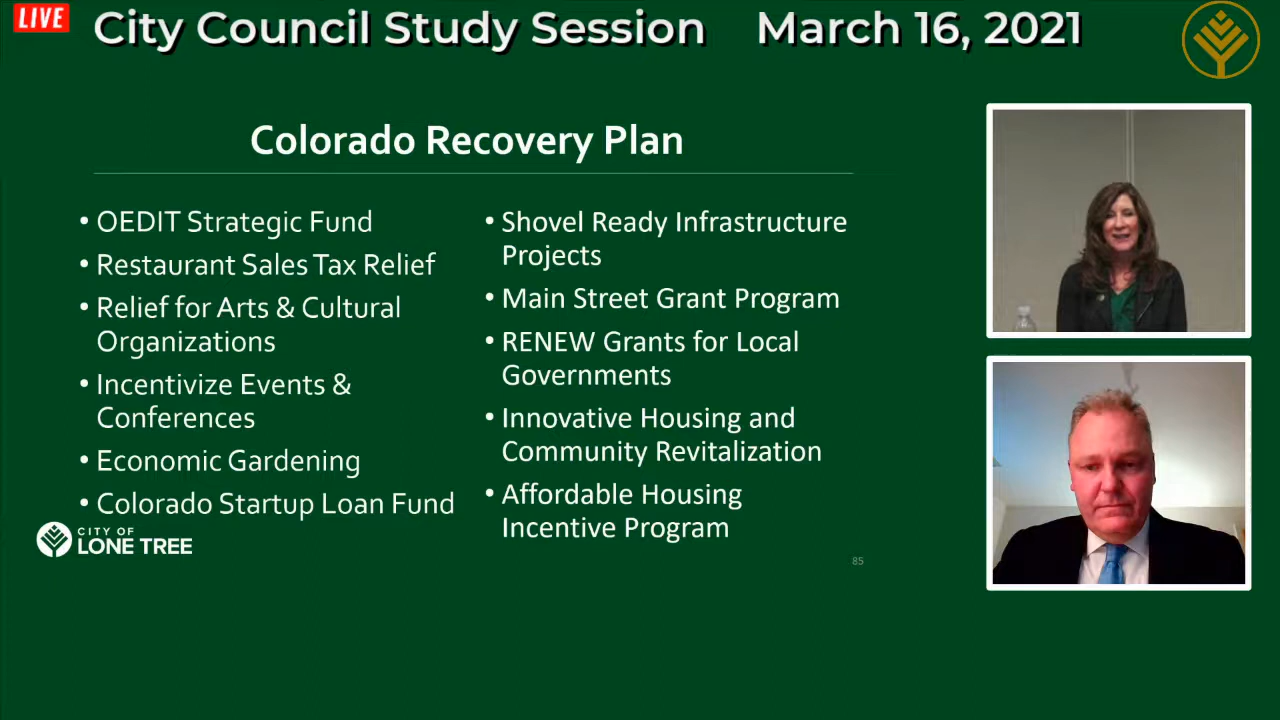 LIVE
City Council Study Session March 16, 2021
Colorado Recovery Plan
• OEDIT Strategic Fund
• Restaurant Sales Tax Relief
• Relief for Arts & Cultural
Organizations
• Incentivize Events &
Conferences
• Economic Gardening
• Colorado Startup Loan Fund
• Shovel Ready Infrastructure
Projects
• Main Street Grant Program
• RENEW Grants for Local
Governments
• Innovative Housing and
Community Revitalization
• Affordable Housing
Incentive Program
CITY OF
LONE TREE
85